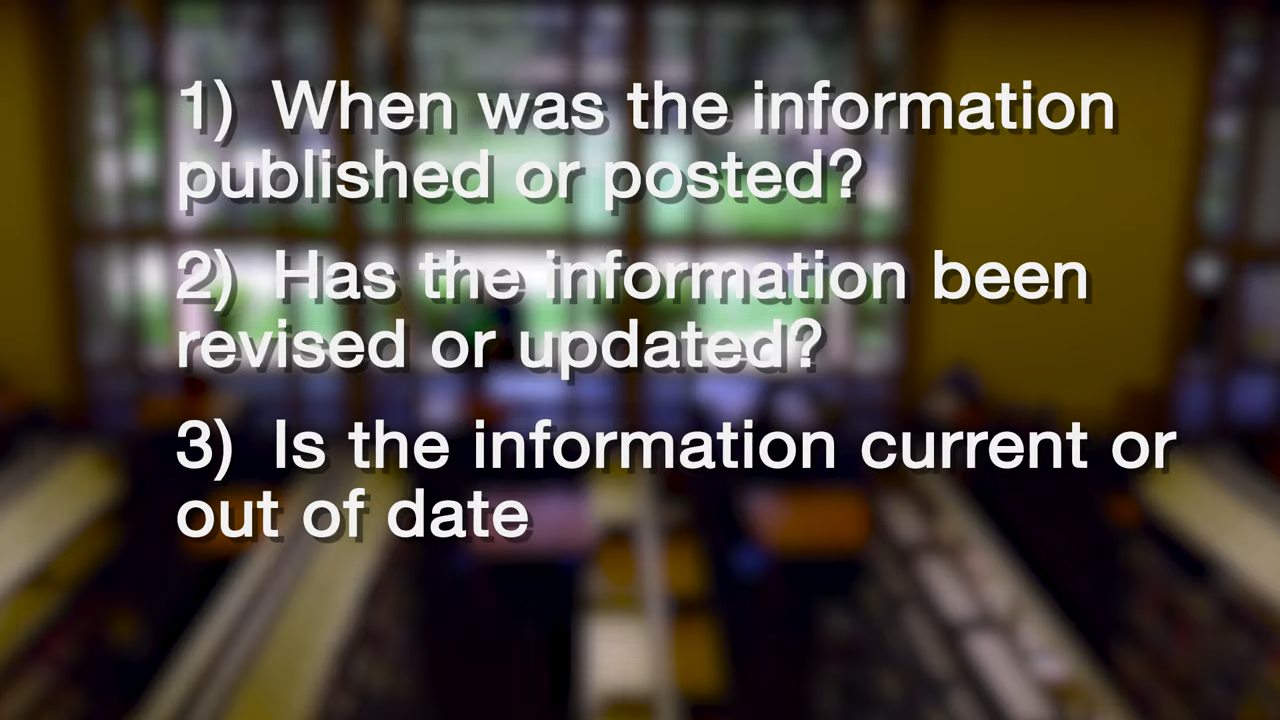 1) When was the information
published or posted?
2) Has the information been
revised or updated?
3) Is the information current or
out of date